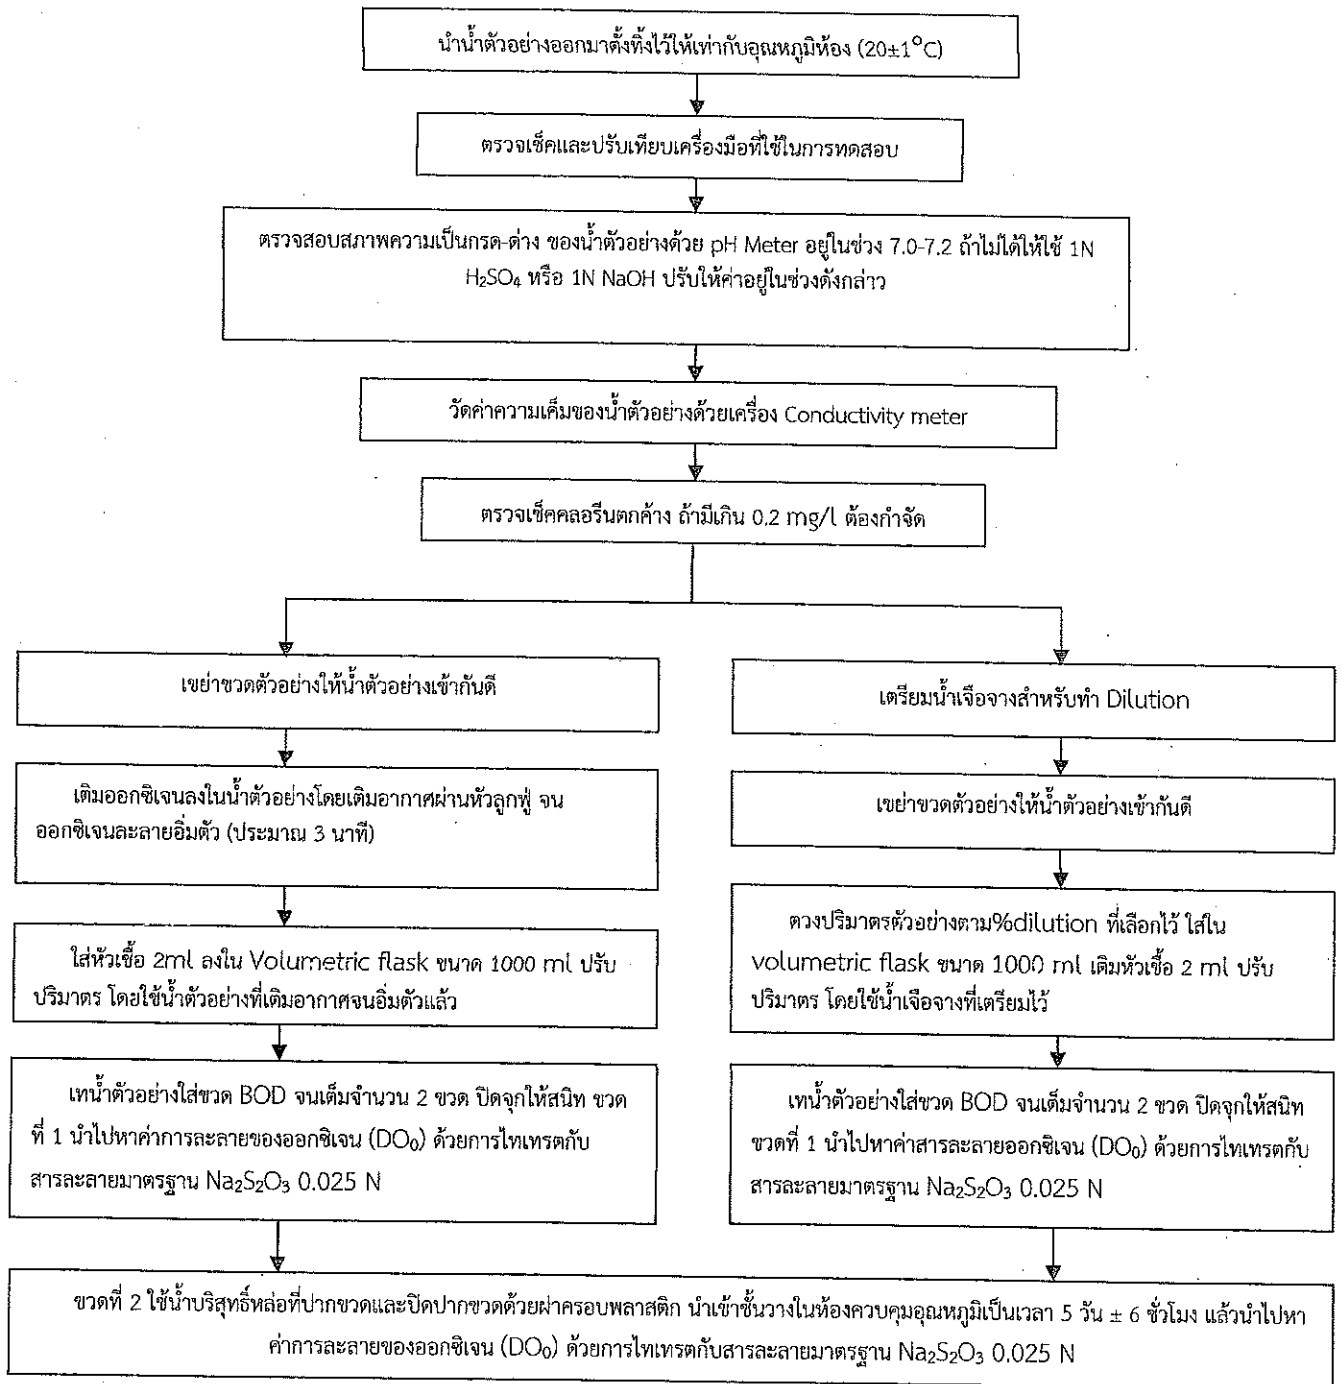 นำน้ำตัวอย่างออกมาตั้งทิ้งไว้ให้เท่ากับอุณหภูมิห้อง (20±1°C)
ตรวจเช็คและปรับเทียบเครื่องมือที่ใช้ในการทดสอบ
ตรวจสอบสภาพความเป็นกรด-ด่าง ของน้ำตัวอย่างด้วย pH Meter อยู่ในช่วง 7.0-7.2 ถ้าไม่ได้ให้ใช้ 1N
H₂SO₄ หรือ 1N NaOH ปรับให้ค่าอยู่ในช่วงดังกล่าว
วัดค่าความเค็มของน้ำตัวอย่างด้วยเครื่อง Conductivity meter
ตรวจเช็คคลอรีนตกค้าง ถ้ามีเกิน 0.2 mg/l ต้องกำจัด
เขย่าขวดตัวอย่างให้น้ำตัวอย่างเข้ากันดี
เติมออกซิเจนลงในน้ำตัวอย่างโดยเติมอากาศผ่านหัวลูกฟู่ จน
ออกซิเจนละลายอิ่มตัว (ประมาณ 3 นาที)
ใส่หัวเชื้อ 2ml ลงใน Volumetric flask ขนาด 1000 ml ปรับ
ปริมาตร โดยใช้น้ำตัวอย่างที่เติมอากาศจนอิ่มตัวแล้ว
เทน้ำตัวอย่างใส่ขวด BOD จนเต็มจำนวน 2 ขวด ปิดจุกให้สนิท ขวด
ที่ 1 นำไปหาค่าการละลายของออกซิเจน (DO₀) ด้วยการไทเทรตกับ
สารละลายมาตรฐาน Na₂S₂O₃ 0.025 N
เตรียมน้ำเจือจางสำหรับทำ Dilution
เขย่าขวดตัวอย่างให้น้ำตัวอย่างเข้ากันดี
ตวงปริมาตรตัวอย่างตาม%dilution ที่เลือกไว้ ใส่ใน
volumetric flask ขนาด 1000 ml เติมหัวเชื้อ 2 ml ปรับ
ปริมาตร โดยใช้น้ำเจือจางที่เตรียมไว้
เทน้ำตัวอย่างใส่ขวด BOD จนเต็มจำนวน 2 ขวด ปิดจุกให้สนิท
ขวดที่ 1 นำไปหาค่าสารละลายออกซิเจน (DO₀) ด้วยการไทเทรตกับ
สารละลายมาตรฐาน Na₂S₂O₃ 0.025 N
ขวดที่ 2 ใช้น้ำบริสุทธิ์หล่อที่ปากขวดและปิดปากขวดด้วยฝาครอบพลาสติก นำเข้าชั้นวางในห้องควบคุมอุณหภูมิเป็นเวลา 5 วัน ± 6 ชั่วโมง แล้วนำไปหา
ค่าการละลายของออกซิเจน (DO₀) ด้วยการไทเทรตกับสารละลายมาตรฐาน Na₂S₂O₃ 0.025 N